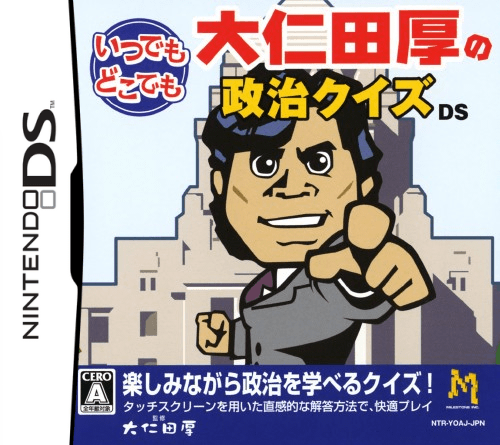 いつでも
どこでも
大仁田厚の
政治クイズDS
NINTENDO DS™
CERO
A
全年齢対象
楽しみながら政治を学べるクイズ！
タッチスクリーンを用いた直感的な解答方法で、快適プレイ
監修
大仁田厚
M
MILESTONE INC.
NTR-YOAJ-JPN